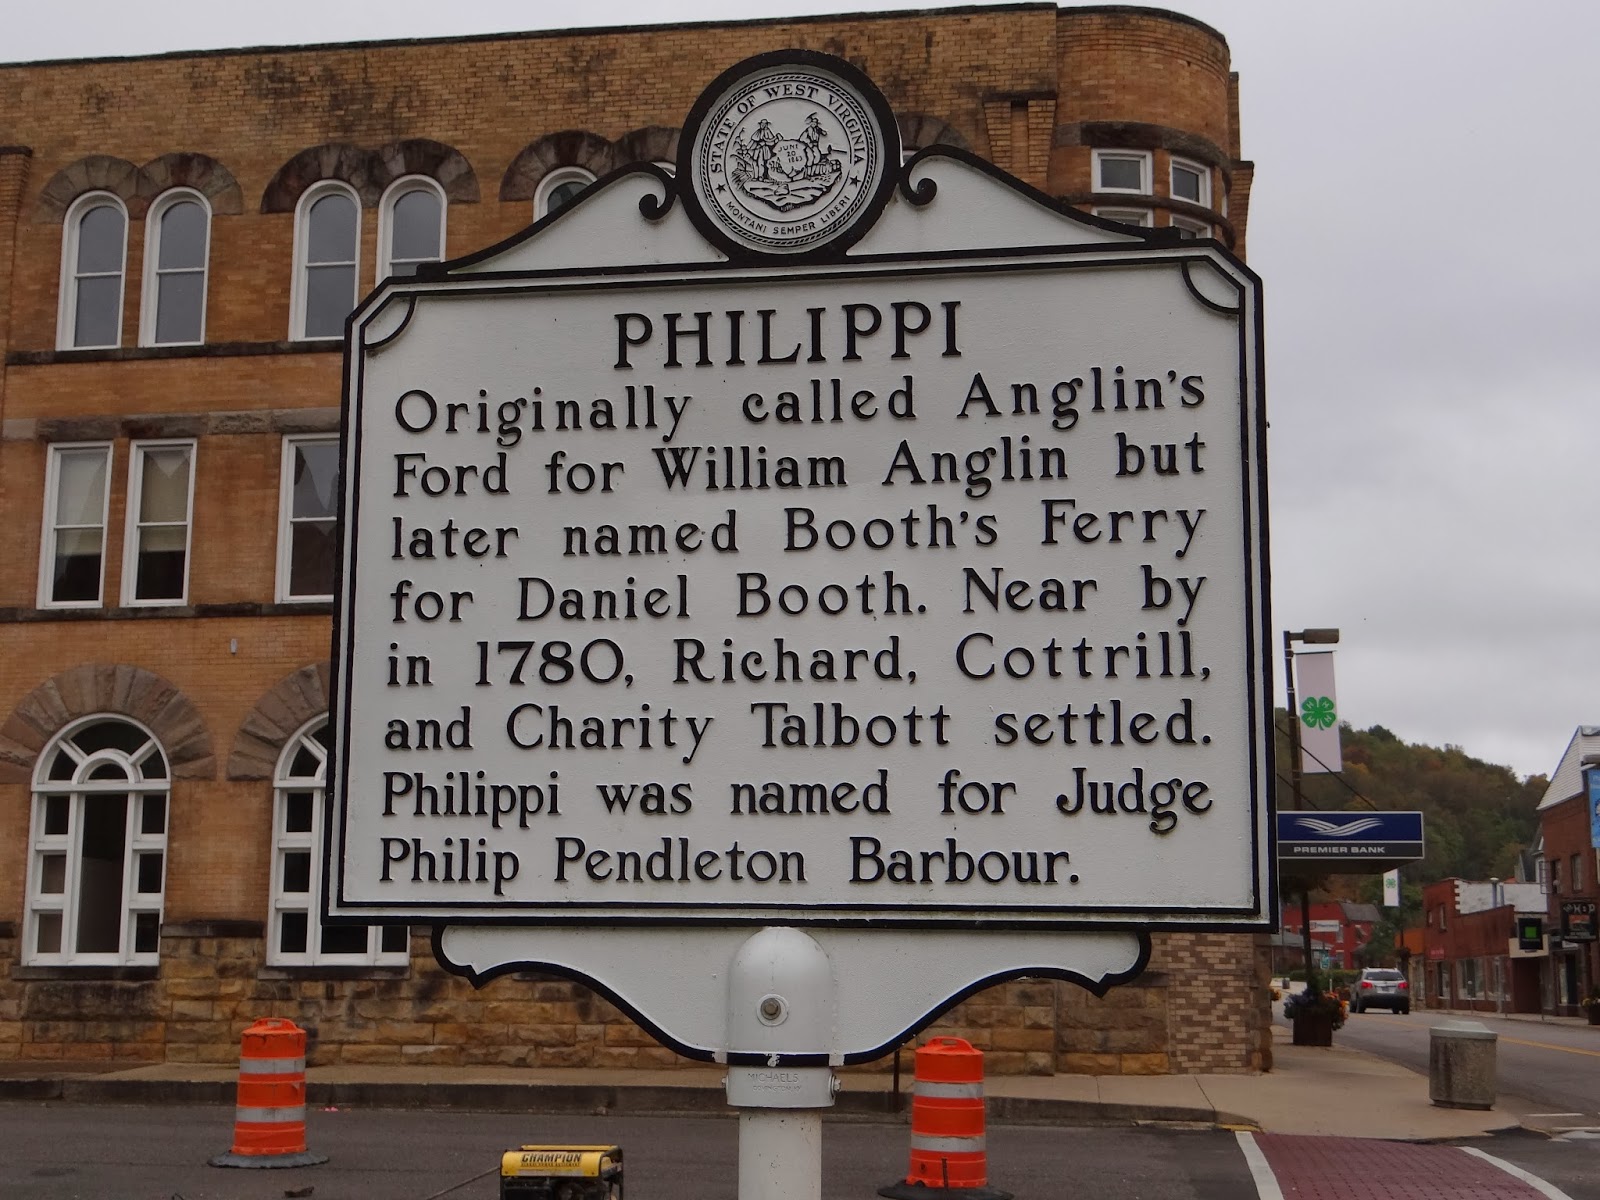 STATE OF WEST VIRGINIA
JUNE
20
1863
MONTANI SEMPER LIBERI
PHILIPPI
Originally called Anglin's
Ford for William Anglin but
later named Booth's Ferry
for Daniel Booth. Near by
in 1780, Richard, Cottrill,
and Charity Talbott settled.
Philippi was named for Judge
Philip Pendleton Barbour.
MICHAELS
H H
H H
PREMIER BANK
CHAMPION